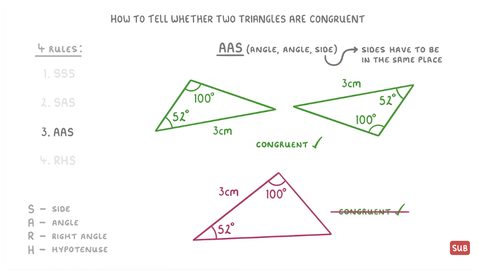 HOW TO TELL WHETHER TWO TRIANGLES ARE CONGRUENT
4 RULES:
1. SSS
2. SAS
3. AAS
4. RHS
S – SIDE
A – ANGLE
R – RIGHT ANGLE
H – HYPOTENUSE
AAS (ANGLE, ANGLE, SIDE)
SIDES HAVE TO BE
IN THE SAME PLACE
100°
52°
3cm
3cm
52°
100°
CONGRUENT ✓
3cm
100°
52°
CONGRUENT ✓
SUB